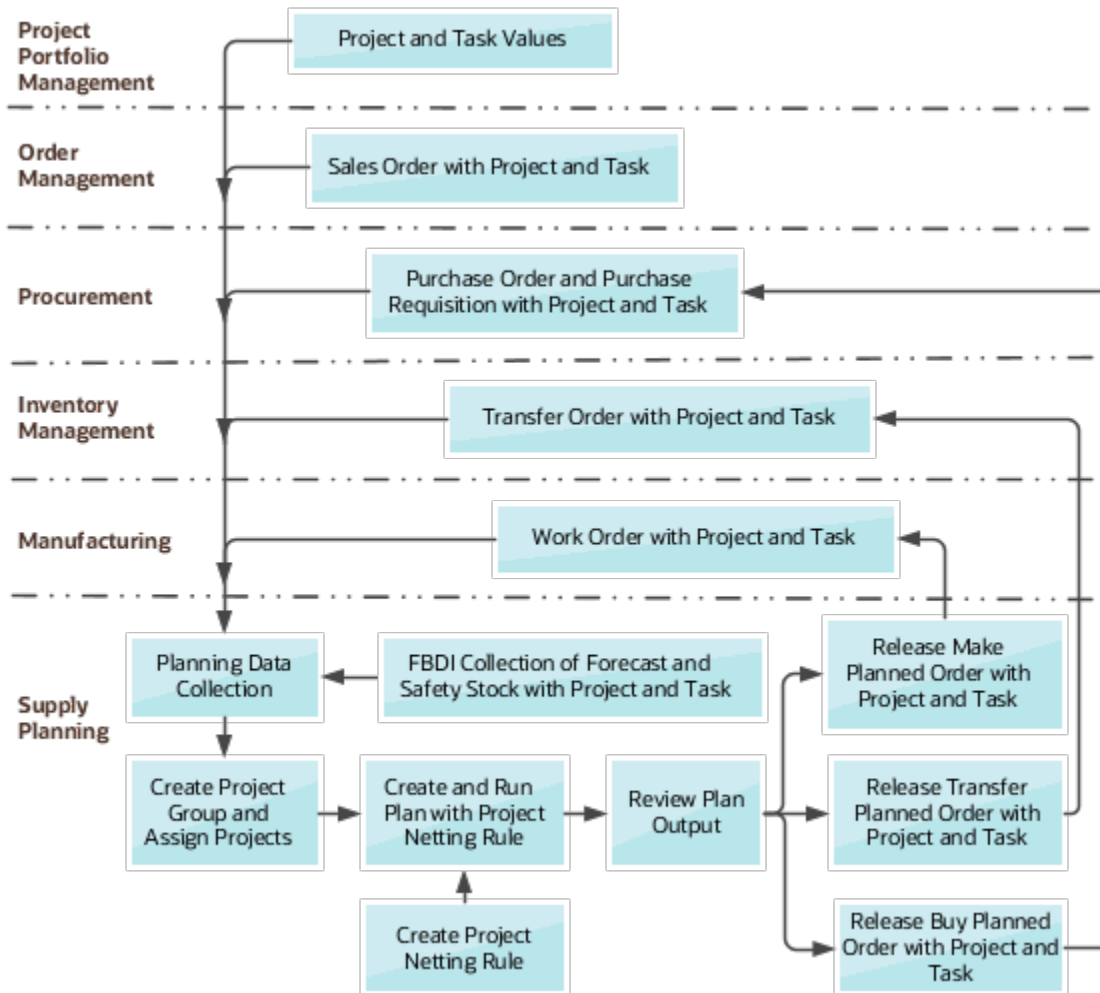 Project
Portfolio
Management
Project and Task Values
Order
Management
Sales Order with Project and Task
Procurement
Purchase Order and Purchase
Requisition with Project and Task
Inventory
Management
Transfer Order with Project and Task
Manufacturing
Work Order with Project and Task
Supply
Planning
Planning Data
Collection
FBDI Collection of Forecast and
Safety Stock with Project and Task
Release Make
Planned Order with
Project and Task
Create Project
Group and
Assign Projects
Create and Run
Plan with Project
Netting Rule
Review Plan
Output
Release Transfer
Planned Order with
Project and Task
Create Project
Netting Rule
Release Buy Planned
Order with Project and
Task